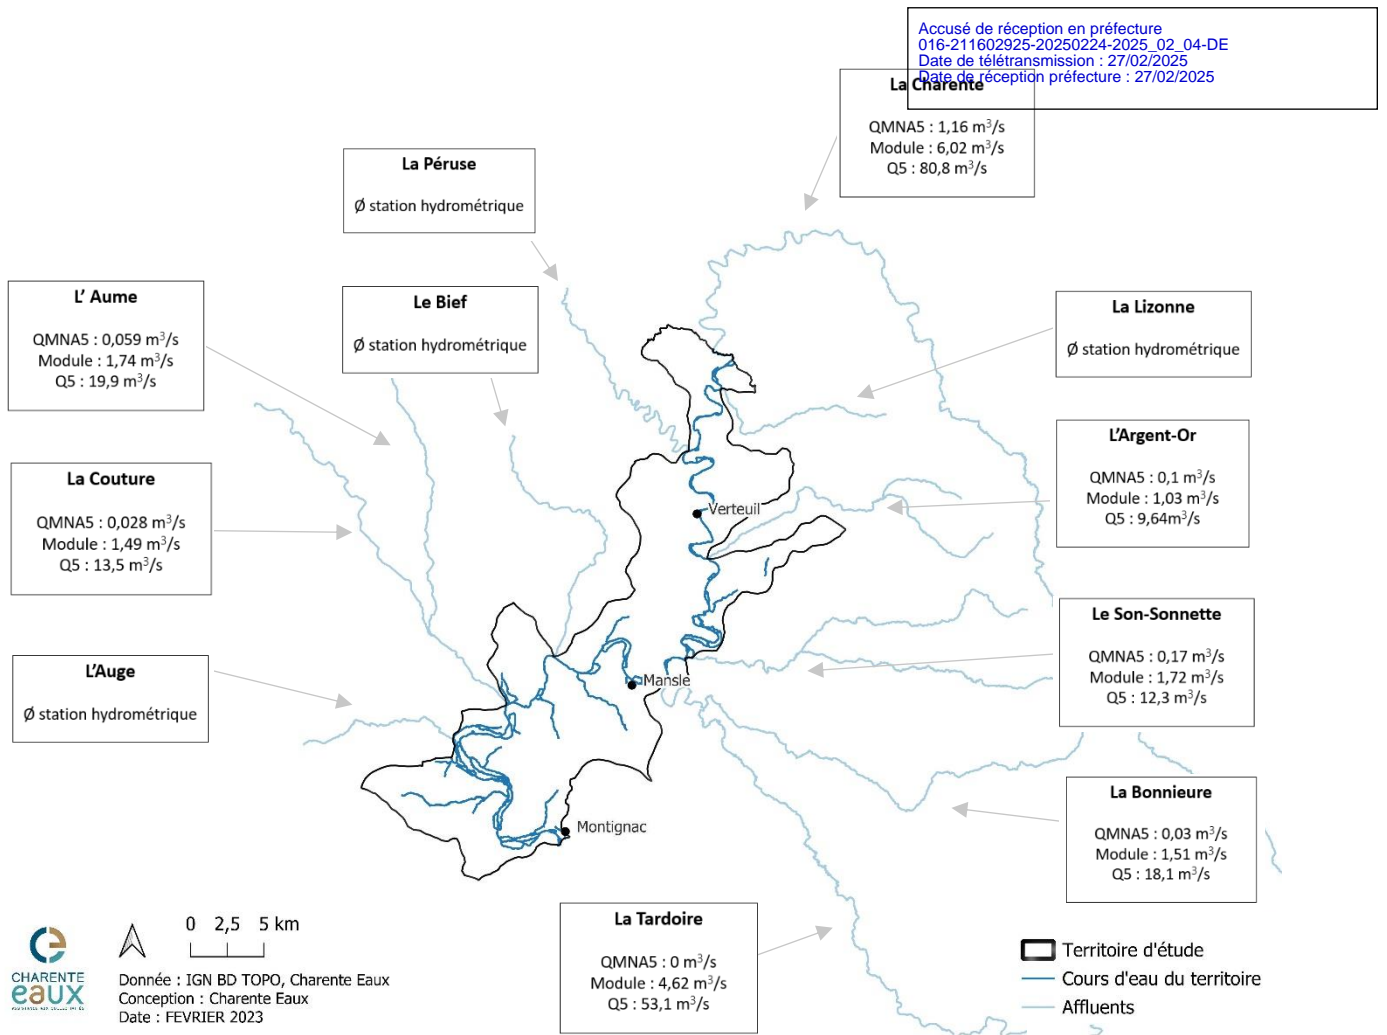 Accusé de réception en préfecture
016-211602925-20250224-2025_02_04-DE
Date de télétransmission : 27/02/2025
Date de réception préfecture : 27/02/2025
La Charente
QMNA5 : 1,16 m³/s
Module : 6,02 m³/s
Q5 : 80,8 m³/s
La Péruse
Ø station hydrométrique
L' Aume
QMNA5 : 0,059 m³/s
Module : 1,74 m³/s
Q5 : 19,9 m³/s
Le Bief
Ø station hydrométrique
La Lizonne
Ø station hydrométrique
L'Argent-Or
QMNA5 : 0,1 m³/s
Module : 1,03 m³/s
Q5 : 9,64m³/s
La Couture
QMNA5 : 0,028 m³/s
Module : 1,49 m³/s
Q5 : 13,5 m³/s
Verteuil
Le Son-Sonnette
QMNA5 : 0,17 m³/s
Module : 1,72 m³/s
Q5 : 12,3 m³/s
L'Auge
Ø station hydrométrique
Mansle
La Bonnieure
QMNA5 : 0,03 m³/s
Module : 1,51 m³/s
Q5 : 18,1 m³/s
Montignac
La Tardoire
QMNA5 : 0 m³/s
Module : 4,62 m³/s
Q5 : 53,1 m³/s
CHARENTE
eaux
0 2,5 5 km
Donnée : IGN BD TOPO, Charente Eaux
Conception : Charente Eaux
Date : FEVRIER 2023
Territoire d'étude
Cours d'eau du territoire
Affluents